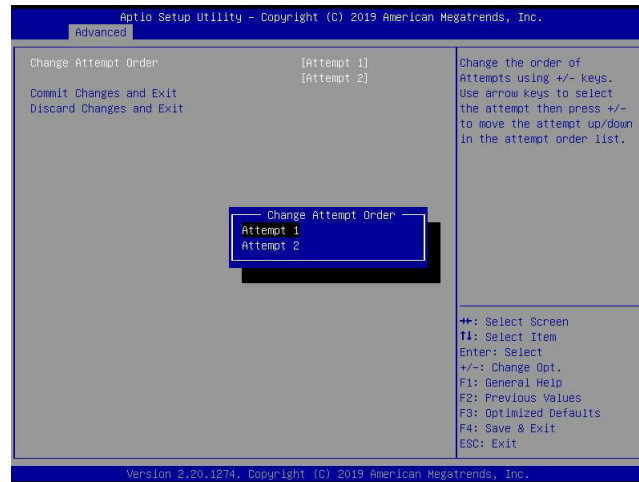 Aptio Setup Utility – Copyright (C) 2019 American Megatrends, Inc.
Advanced
Change Attempt Order [Attempt 1]
[Attempt 2]
Commit Changes and Exit
Discard Changes and Exit
Change the order of
Attempts using +/- keys.
Use arrow keys to select
the attempt then press +/-
to move the attempt up/down
in the attempt order list.
Change Attempt Order
Attempt 1
Attempt 2
→←: Select Screen
↑↓: Select Item
Enter: Select
+/-: Change Opt.
F1: General Help
F2: Previous Values
F3: Optimized Defaults
F4: Save & Exit
ESC: Exit
Version 2.20.1274. Copyright (C) 2019 American Megatrends, Inc.